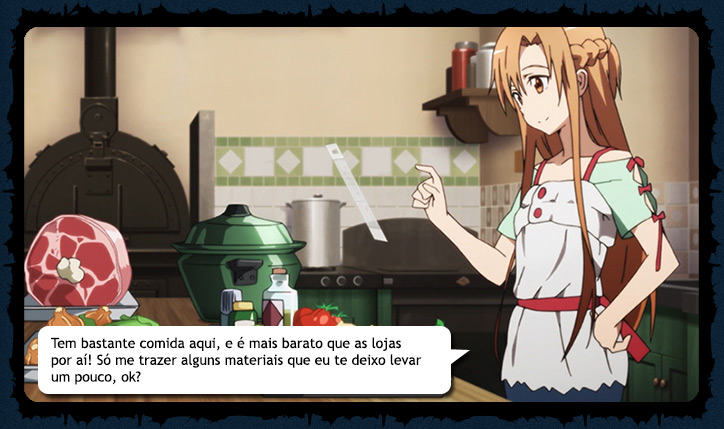 Tem bastante comida aqui, e é mais barato que as lojas
por aí! Só me trazer alguns materiais que eu te deixo levar
um pouco, ok?